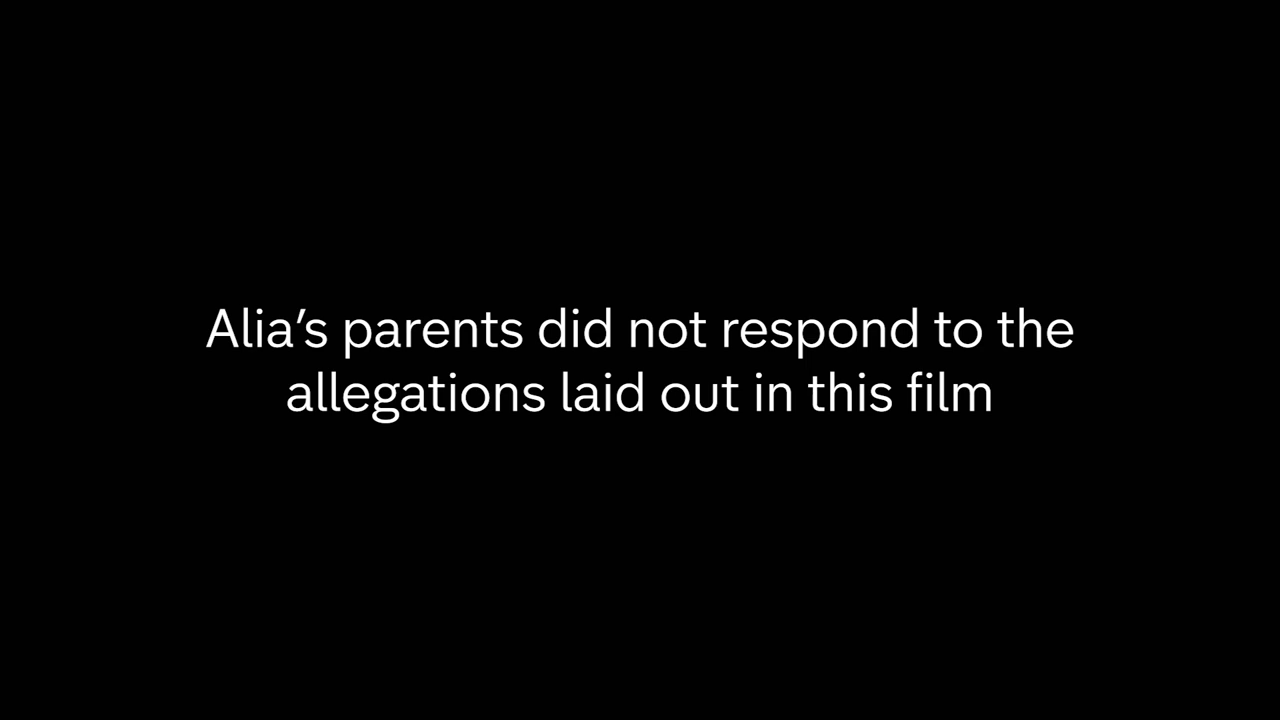 Alia’s parents did not respond to the
allegations laid out in this film